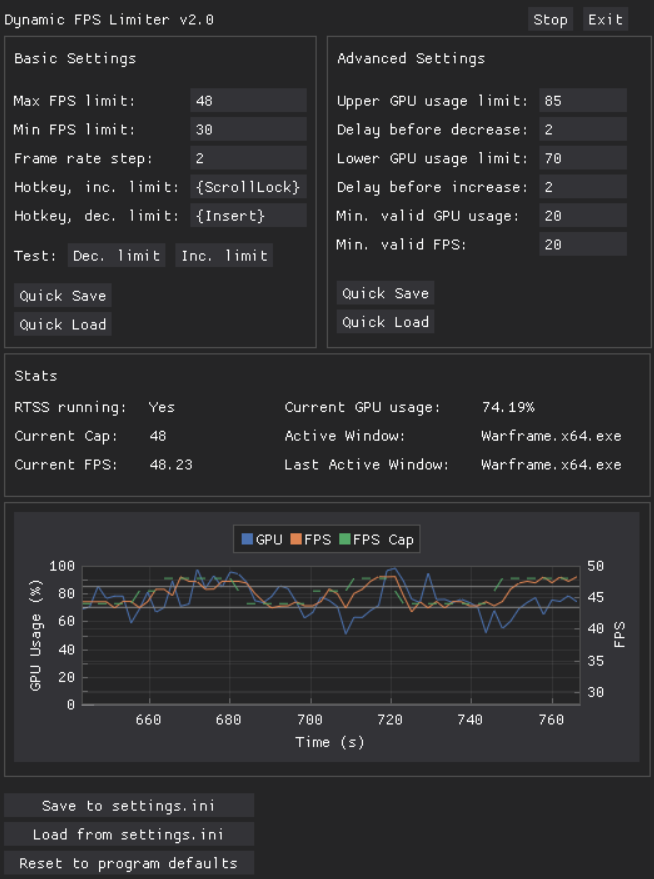 Dynamic FPS Limiter v2.0 Stop Exit
Basic Settings
Max FPS limit: 48
Min FPS limit: 30
Frame rate step: 2
Hotkey, inc. limit: {ScrollLock}
Hotkey, dec. limit: {Insert}
Test: Dec. limit Inc. limit
Quick Save
Quick Load
Advanced Settings
Upper GPU usage limit: 85
Delay before decrease: 2
Lower GPU usage limit: 70
Delay before increase: 2
Min. valid GPU usage: 20
Min. valid FPS: 20
Quick Save
Quick Load
Stats
RTSS running: Yes Current GPU usage: 74.19%
Current Cap: 48 Active Window: Warframe.x64.exe
Current FPS: 48.23 Last Active Window: Warframe.x64.exe
GPU FPS FPS Cap
GPU Usage (%)
100
80
60
40
20
0
50
45
40
35
30
FPS
660 680 700 720 740 760
Time (s)
Save to settings.ini
Load from settings.ini
Reset to program defaults